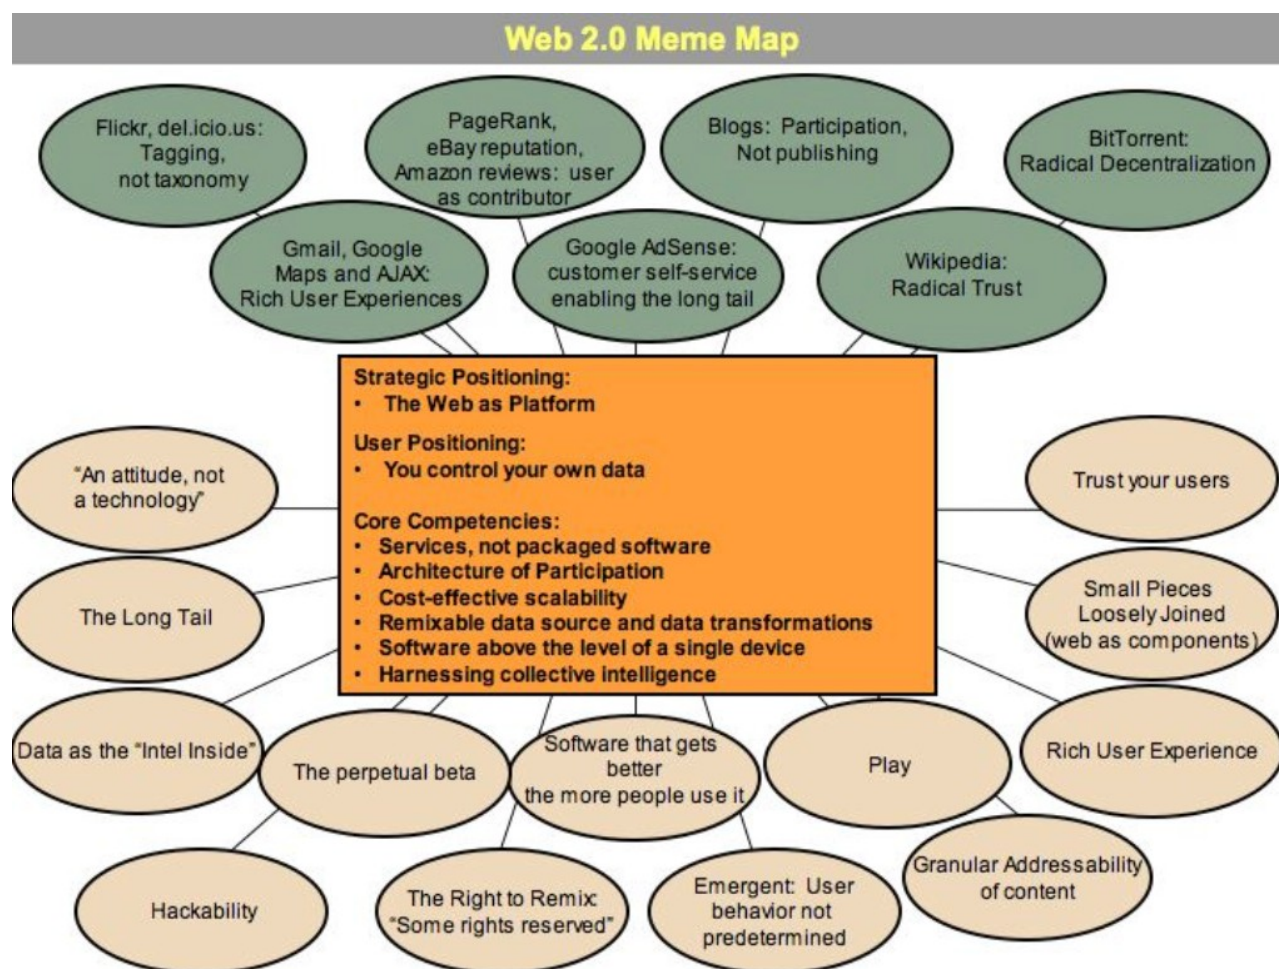 Web 2.0 Meme Map
Flickr, del.icio.us:
Tagging,
not taxonomy
PageRank,
eBay reputation,
Amazon reviews: user
as contributor
Blogs: Participation,
Not publishing
BitTorrent:
Radical Decentralization
Gmail, Google
Maps and AJAX:
Rich User Experiences
Google AdSense:
customer self-service
enabling the long tail
Wikipedia:
Radical Trust
Strategic Positioning:
• The Web as Platform
User Positioning:
• You control your own data
Core Competencies:
• Services, not packaged software
• Architecture of Participation
• Cost-effective scalability
• Remixable data source and data transformations
• Software above the level of a single device
• Harnessing collective intelligence
“An attitude, not
a technology”
The Long Tail
Data as the “Intel Inside”
Trust your users
Small Pieces
Loosely Joined
(web as components)
Rich User Experience
The perpetual beta
Software that gets
better
the more people use it
Play
Hackability
The Right to Remix:
“Some rights reserved”
Emergent: User
behavior not
predetermined
Granular Addressability
of content